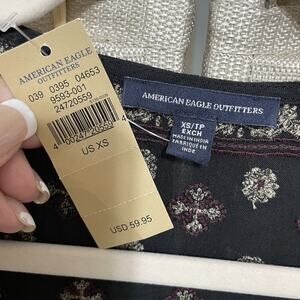 AMERICAN EAGLE
OUTFITTERS
039 0395 04653
9593-001
24720559
US XS
USD 59.95
AMERICAN EAGLE OUTFITTERS
XS/TP
EXCH
MADE IN INDIA
FABRIQUÉ EN
INDE